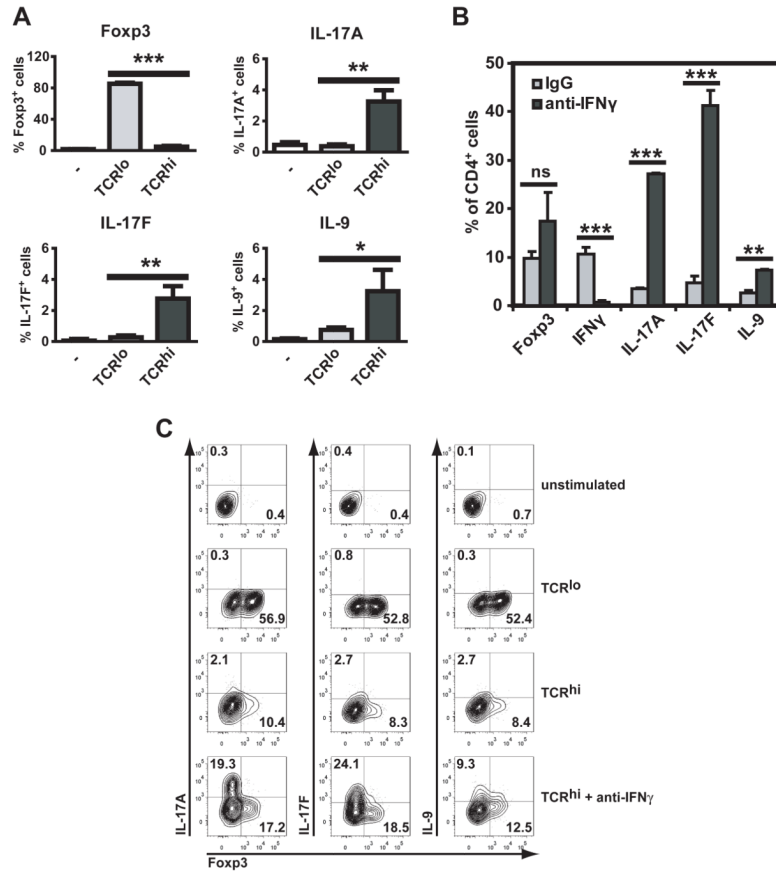 A
Foxp3
% Foxp3+ cells
120
80
40
0
***
-
TCRlo
TCRhi
IL-17A
% IL-17A+ cells
6
4
2
0
**
-
TCRlo
TCRhi
IL-17F
% IL-17F+ cells
6
4
2
0
**
-
TCRlo
TCRhi
IL-9
% IL-9+ cells
6
4
2
0
*
-
TCRlo
TCRhi
B
% of CD4+ cells
50
40
30
20
10
0
IgG
anti-IFNγ
ns
***
***
***
**
Foxp3
IFNγ
IL-17A
IL-17F
IL-9
C
0.3
0.4
0.4
0.4
0.1
0.7
unstimulated
0.3
56.9
0.8
52.8
0.3
52.4
TCRlo
2.1
10.4
2.7
8.3
2.7
8.4
TCRhi
19.3
17.2
24.1
18.5
9.3
12.5
TCRhi + anti-IFNγ
IL-17A
IL-17F
IL-9
Foxp3